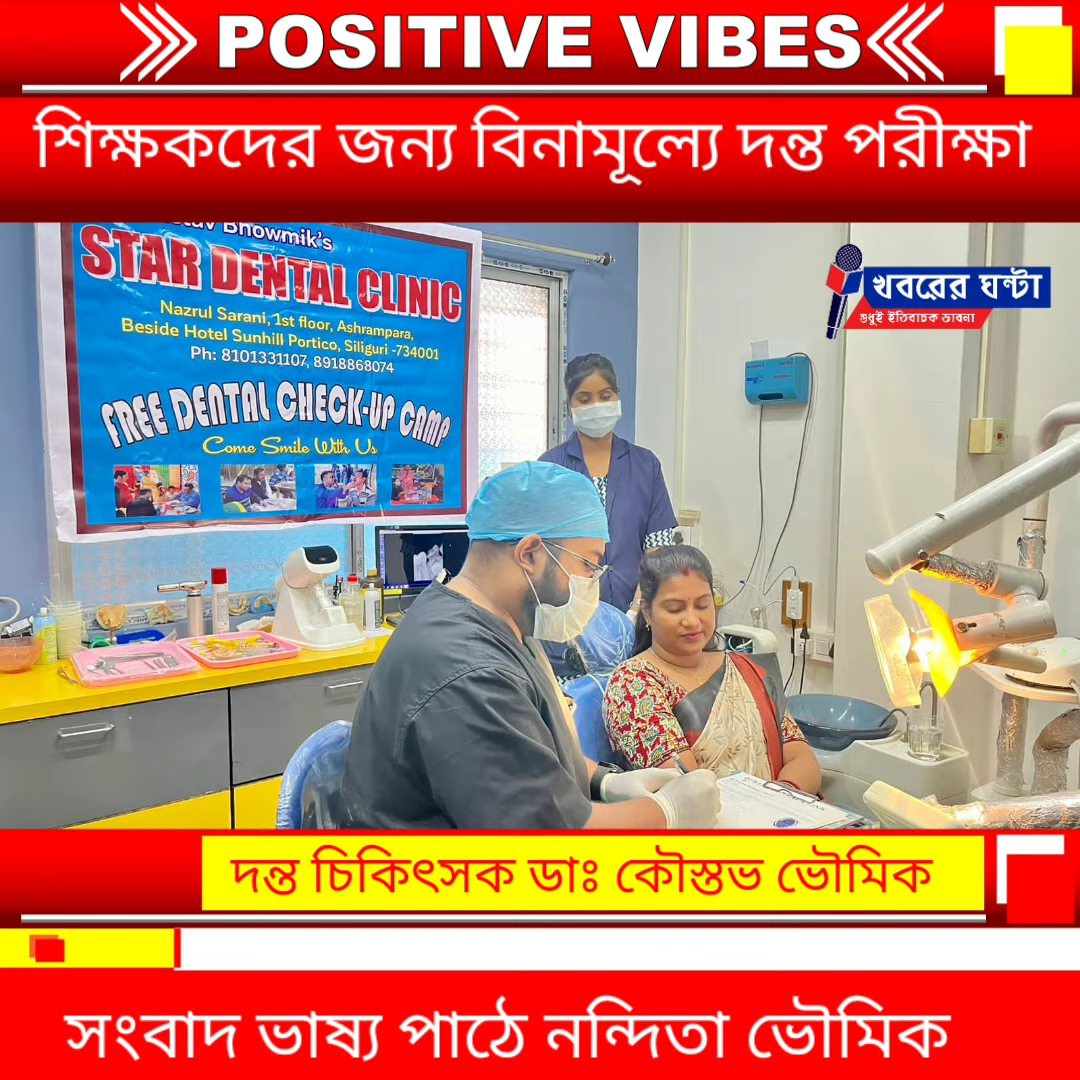 POSITIVE VIBES
শিক্ষকদের জন্য বিনামূল্যে দন্ত পরীক্ষা
Bhowmik's
STAR DENTAL CLINIC
Nazrul Sarani, 1st floor, Ashrampara,
Beside Hotel Sunhill Portico, Siliguri -734001
Ph: 8101331107, 8918868074
FREE DENTAL CHECK-UP CAMP
Come Smile With Us
খবরের ঘন্টা
শুধুই ইতিবাচক ভাবনা
দন্ত চিকিৎসক ডাঃ কৌস্তভ ভৌমিক
সংবাদ ভাষ্য পাঠে নন্দিতা ভৌমিক